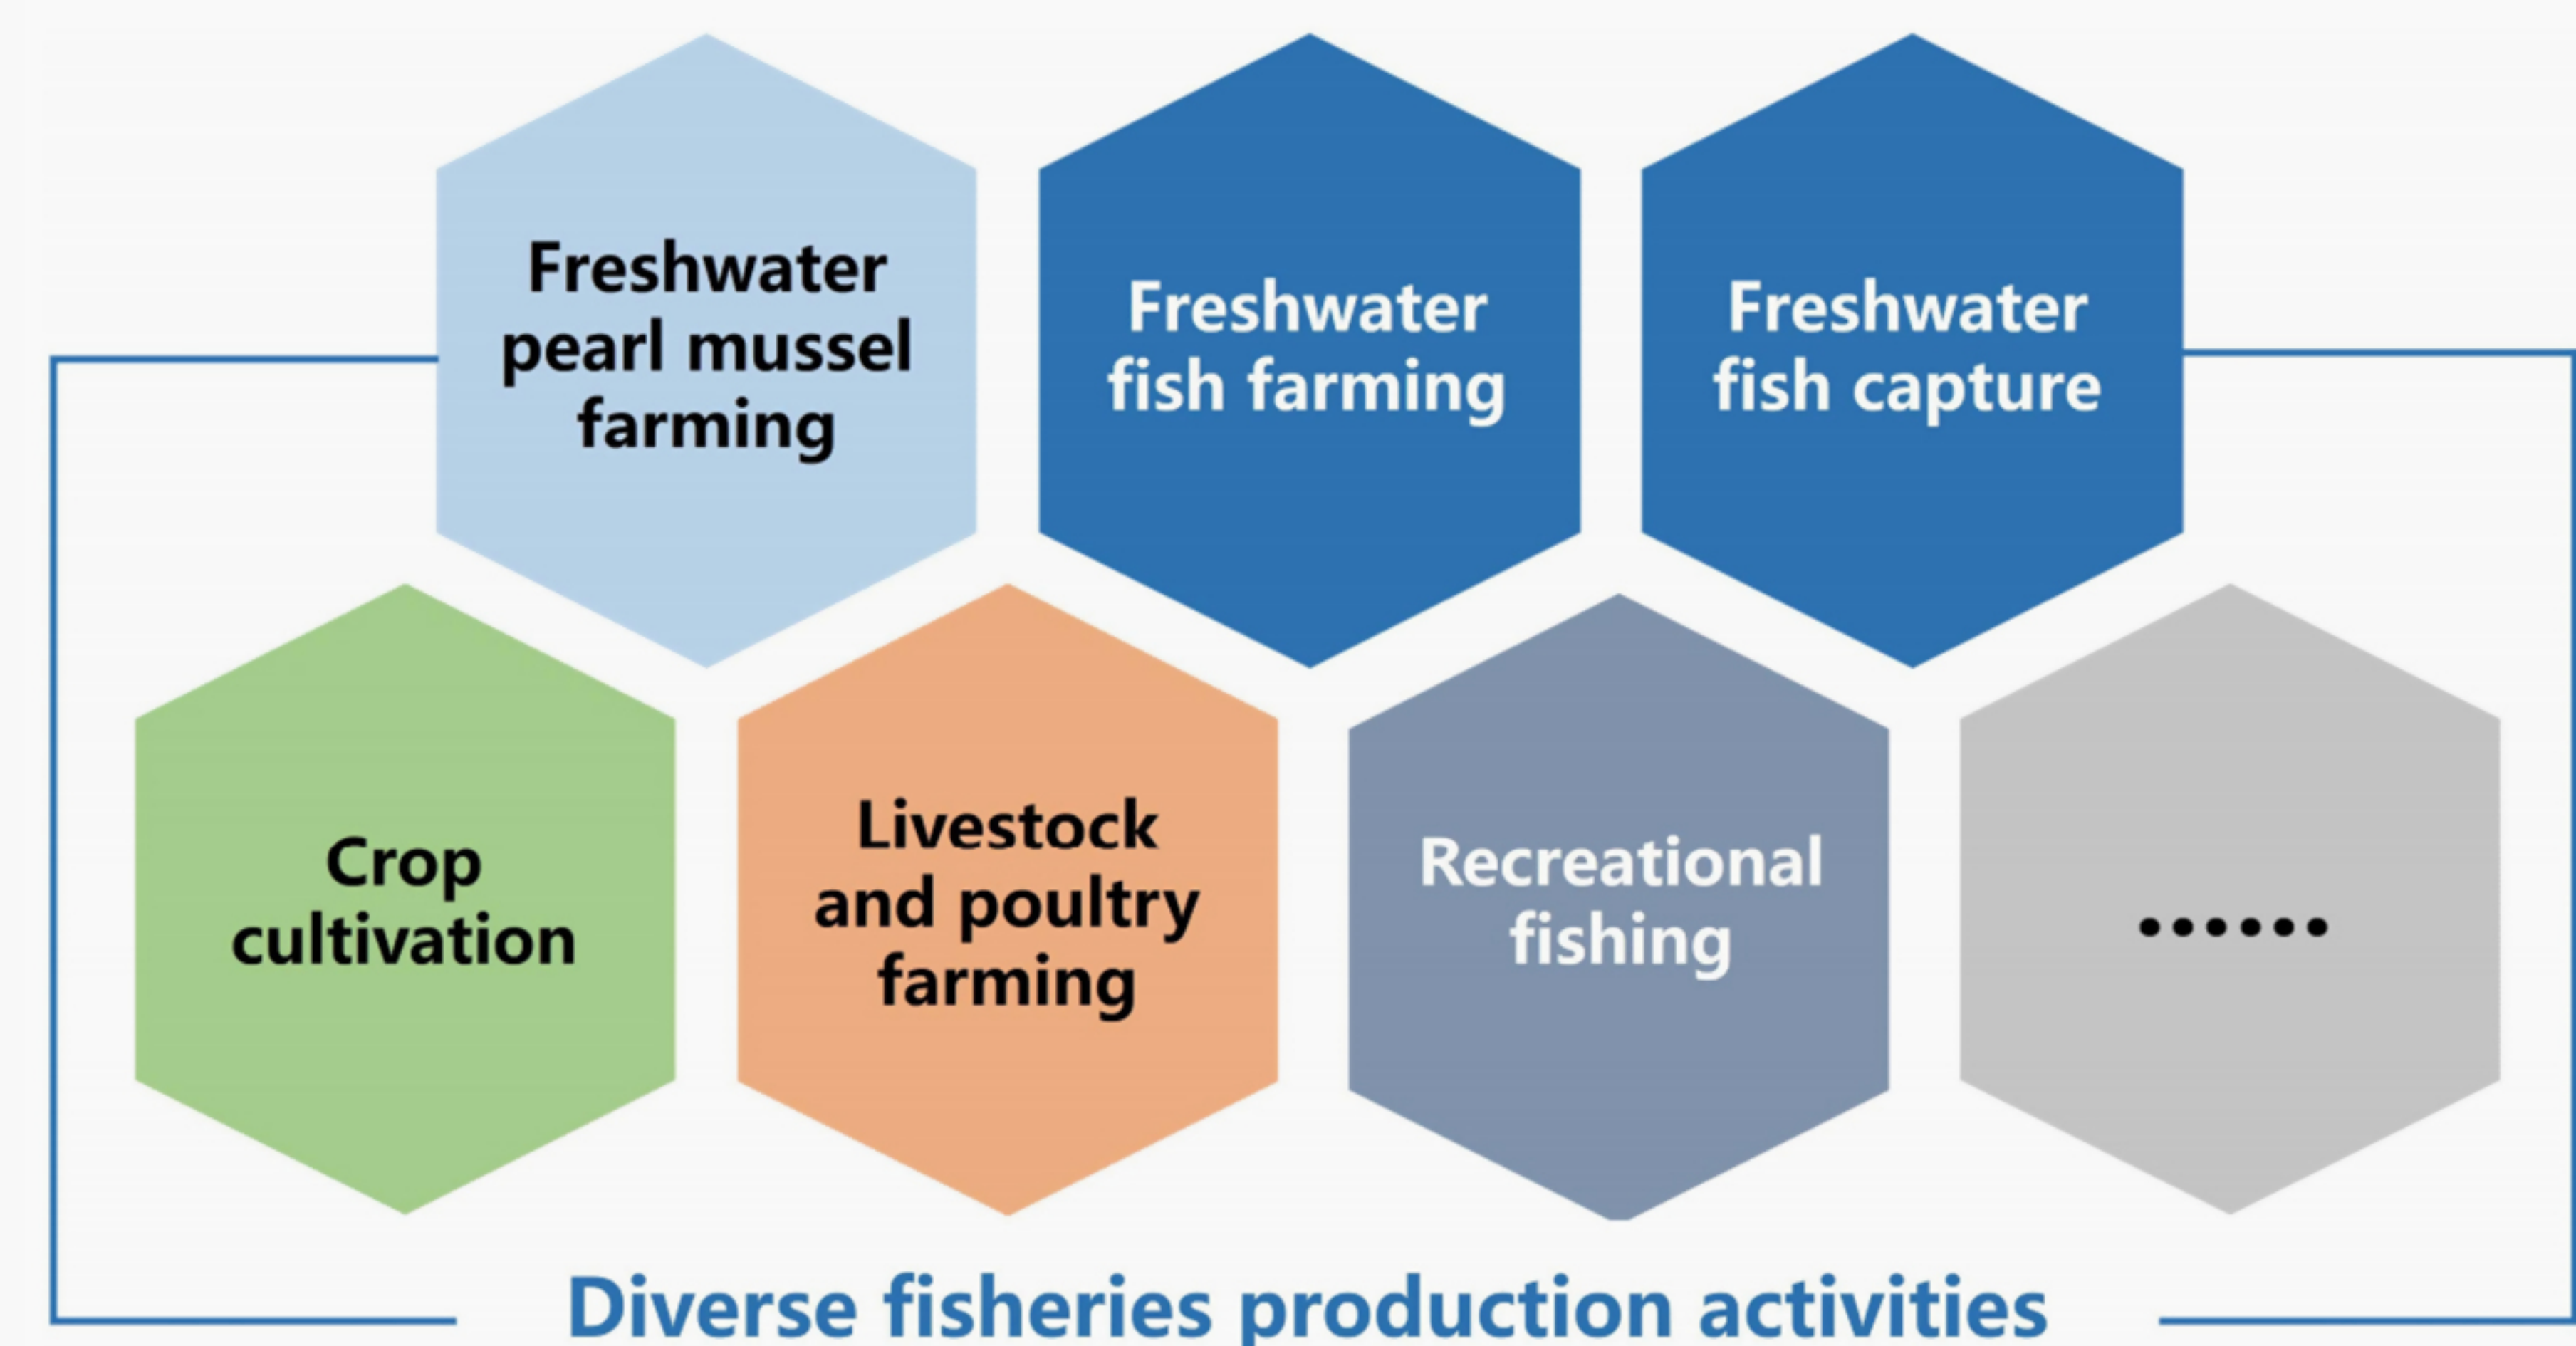 Freshwater
pearl mussel
farming
Freshwater
fish farming
Freshwater
fish capture
Crop
cultivation
Livestock
and poultry
farming
Recreational
fishing
······
Diverse fisheries production activities